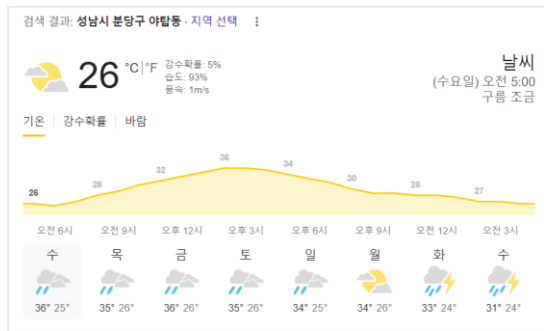 검색 결과: 성남시 분당구 야탑동 · 지역 선택
26 °C | °F
강수확률: 5%
습도: 93%
풍속: 1m/s
날씨
(수요일) 오전 5:00
구름 조금
기온 | 강수확률 | 바람
26 28 32 36 34 30 28 27
오전 6시 오전 9시 오후 12시 오후 3시 오후 6시 오후 9시 오전 12시 오전 3시
수 목 금 토 일 월 화 수
36° 25° 35° 26° 36° 26° 35° 26° 34° 25° 34° 26° 33° 24° 31° 24°